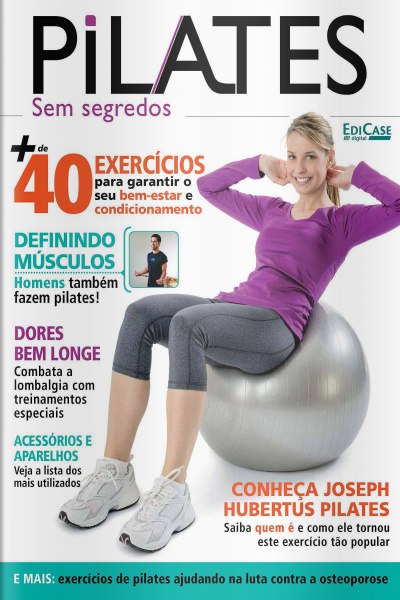 PiLATES
Sem segredos
EDICASE
digital
+ de
40 EXERCÍCIOS
para garantir o
seu bem-estar e
condicionamento
DEFININDO
MÚSCULOS
Homens também
fazem pilates!
DORES
BEM LONGE
Combata a
lombalgia com
treinamentos
especiais
ACESSÓRIOS E
APARELHOS
Veja a lista dos
mais utilizados
CONHEÇA JOSEPH
HUBERTUS PILATES
Saiba quem é e como ele tornou
este exercício tão popular
E MAIS: exercícios de pilates ajudando na luta contra a osteoporose